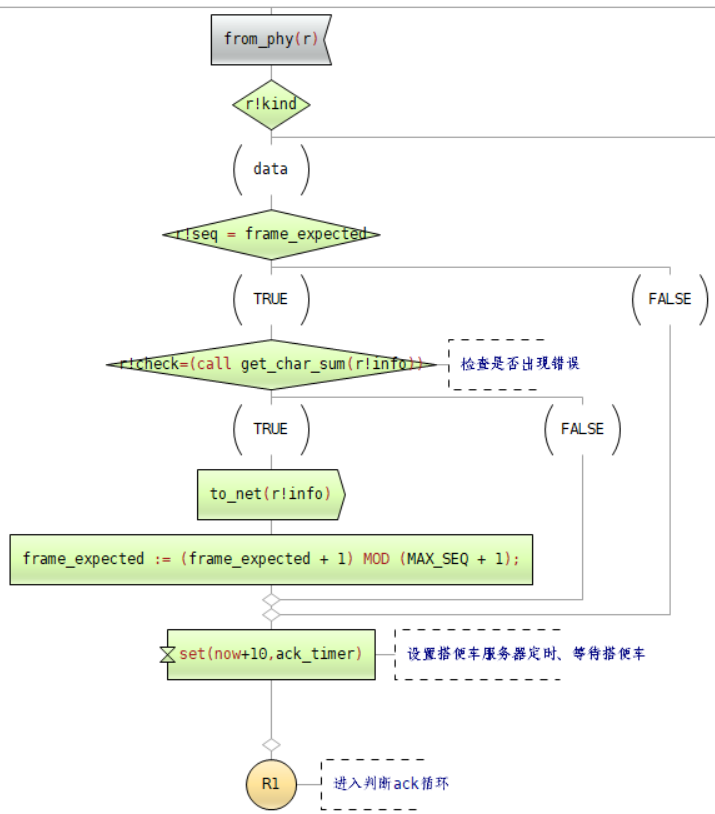 from_phy(r)
r!kind
data
r!seq = frame_expected
TRUE
FALSE
r!check=(call get_char_sum(r!info))
检查是否出现错误
TRUE
FALSE
to_net(r!info)
frame_expected := (frame_expected + 1) MOD (MAX_SEQ + 1);
set(now+10,ack_timer)
设置搭便车服务器定时、等待搭便车
R1
进入判断ack循环